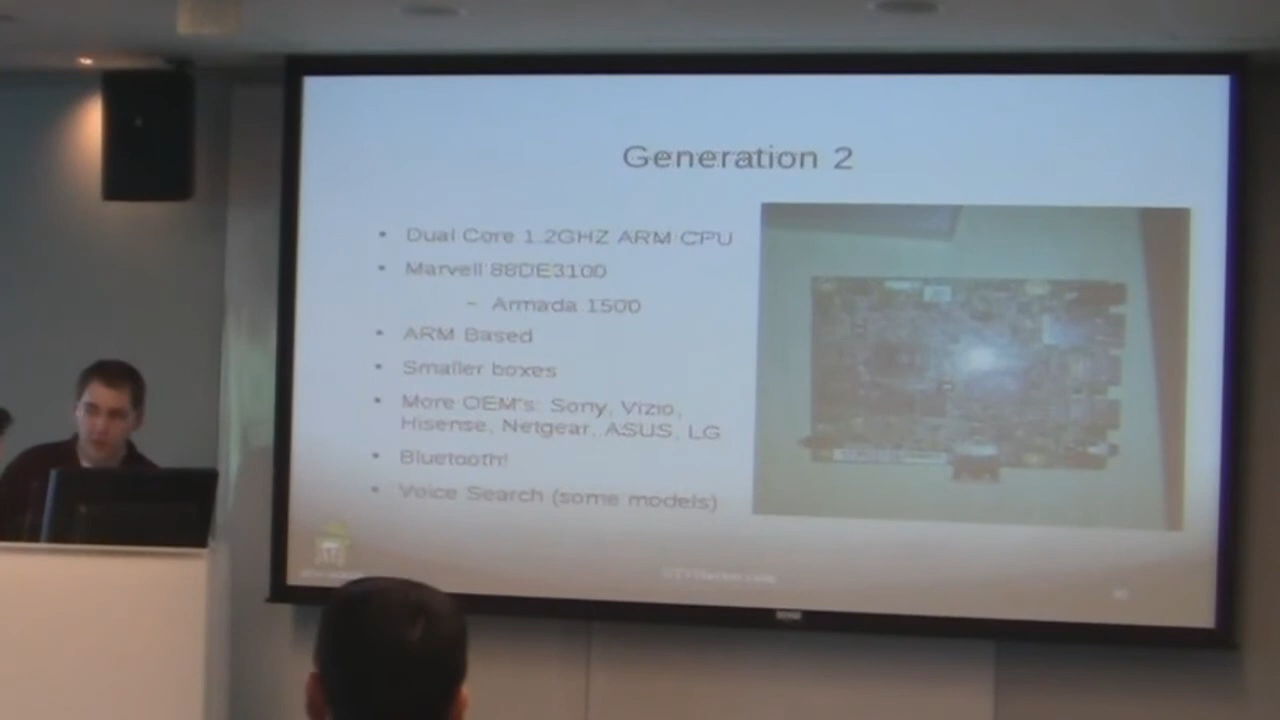 Generation 2
• Dual Core 1.2GHZ ARM CPU
• Marvell 88DE3100
– Armada 1500
• ARM Based
• Smaller boxes
• More OEM's: Sony, Vizio,
Hisense, Netgear, ASUS, LG
• Bluetooth!
• Voice Search (some models)